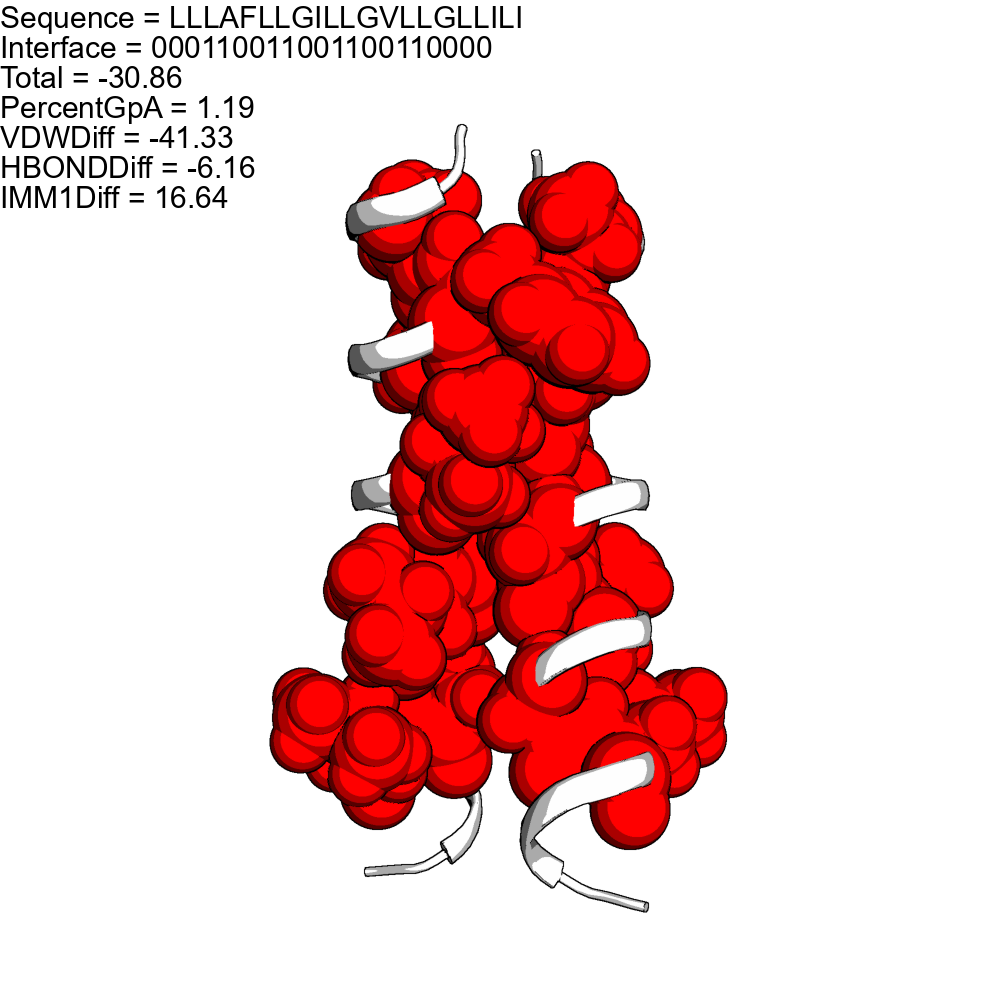 Sequence = LLLAFLLGILLGVLLGLLILI
Interface = 000110011001100110000
Total = -30.86
PercentGpA = 1.19
VDWDiff = -41.33
HBONDDiff = -6.16
IMM1Diff = 16.64